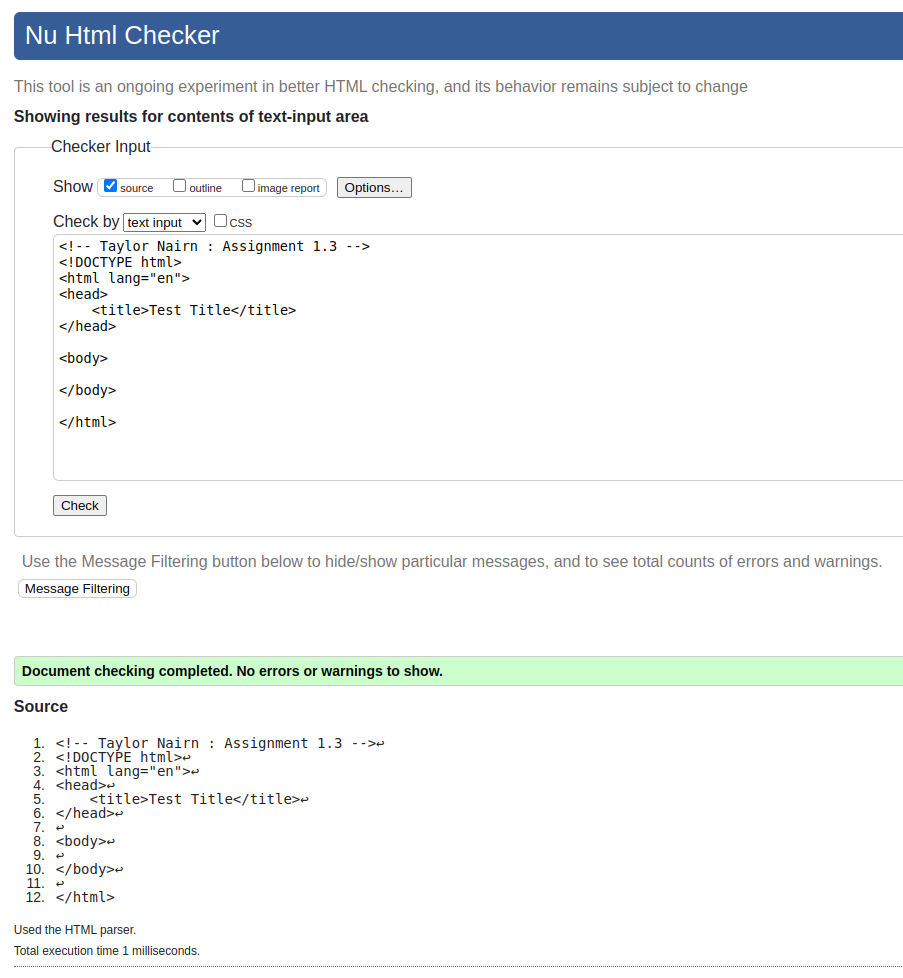 Nu Html Checker
This tool is an ongoing experiment in better HTML checking, and its behavior remains subject to change
Showing results for contents of text-input area
Checker Input
Show source outline image report Options...
Check by text input CSS
<!-- Taylor Nairn : Assignment 1.3 -->
<!DOCTYPE html>
<html lang="en">
<head>
    <title>Test Title</title>
</head>
<body>
</body>
</html>
Check
Use the Message Filtering button below to hide/show particular messages, and to see total counts of errors and warnings.
Message Filtering
Document checking completed. No errors or warnings to show.
Source
1. <!-- Taylor Nairn : Assignment 1.3 -->↩
2. <!DOCTYPE html>↩
3. <html lang="en">↩
4. <head>↩
5.     <title>Test Title</title>↩
6. </head>↩
7. ↩
8. <body>↩
9. ↩
10. </body>↩
11. ↩
12. </html>
Used the HTML parser.
Total execution time 1 milliseconds.